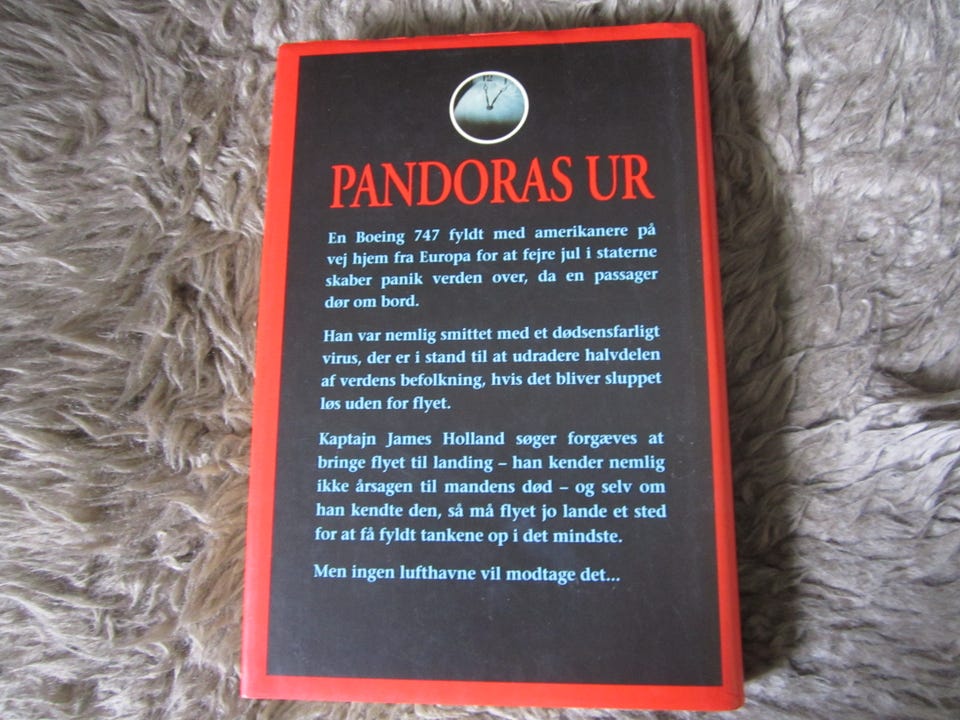 12
PANDORAS UR
En Boeing 747 fyldt med amerikanere på
vej hjem fra Europa for at fejre jul i staterne
skaber panik verden over, da en passager
dør om bord.
Han var nemlig smittet med et dødsensfarligt
virus, der er i stand til at udradere halvdelen
af verdens befolkning, hvis det bliver sluppet
løs uden for flyet.
Kaptajn James Holland søger forgæves at
bringe flyet til landing – han kender nemlig
ikke årsagen til mandens død – og selv om
han kendte den, så må flyet jo lande et sted
for at få fyldt tankene op i det mindste.
Men ingen lufthavne vil modtage det...